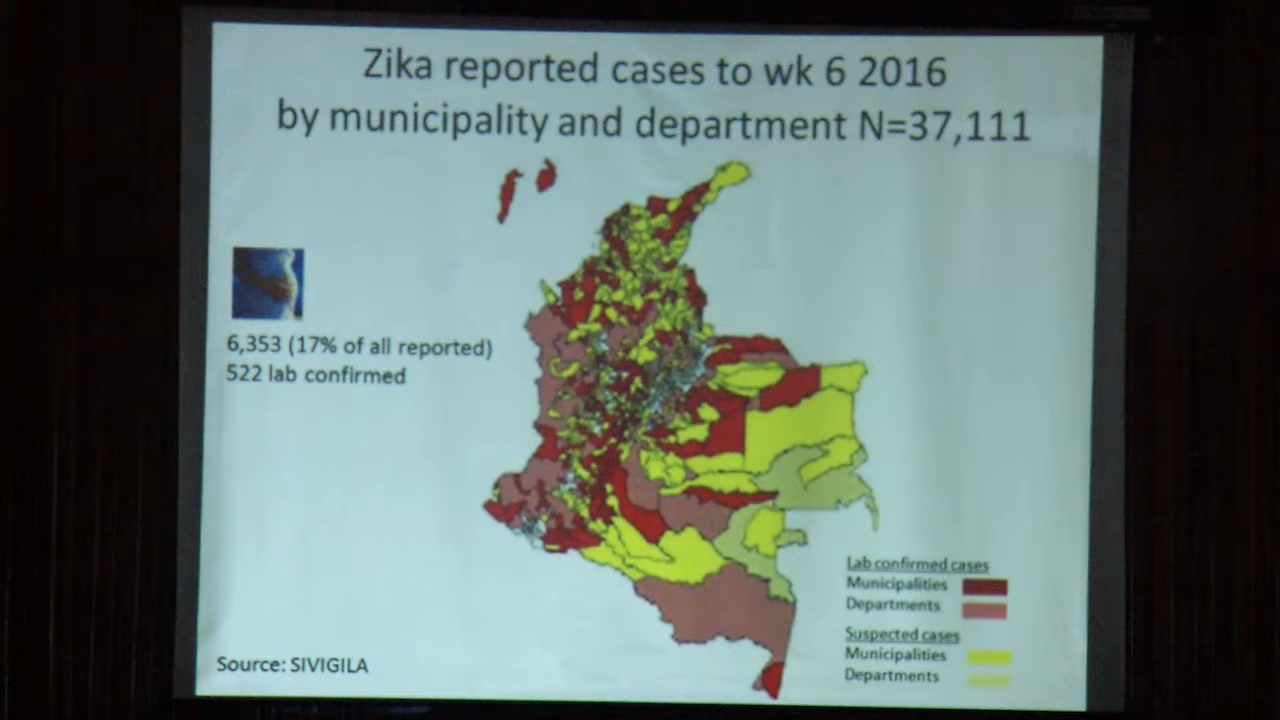 Zika reported cases to wk 6 2016
by municipality and department N=37,111
6,353 (17% of all reported)
522 lab confirmed
Lab confirmed cases
Municipalities
Departments
Suspected cases
Municipalities
Departments
Source: SIVIGILA